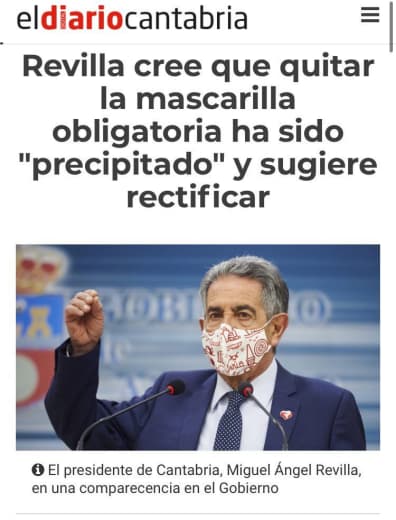 eldiariocantabria
Revilla cree que quitar
la mascarilla
obligatoria ha sido
"precipitado" y sugiere
rectificar
El presidente de Cantabria, Miguel Ángel Revilla,
en una comparecencia en el Gobierno